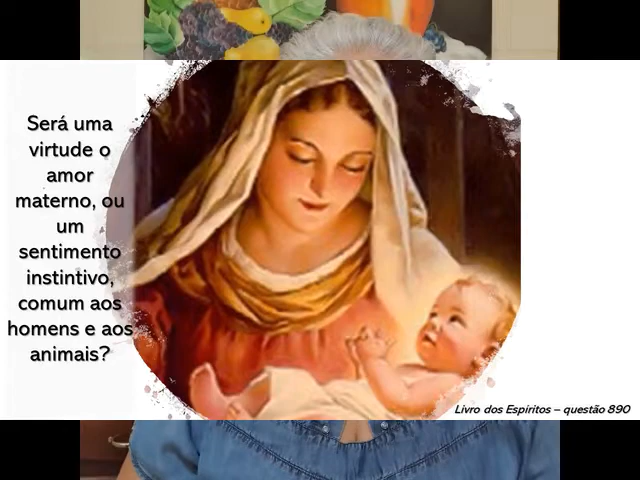 Será uma
virtude o
amor
materno, ou
um
sentimento
instintivo,
comum aos
homens e aos
animais?
Livro dos Espíritos – questão 890